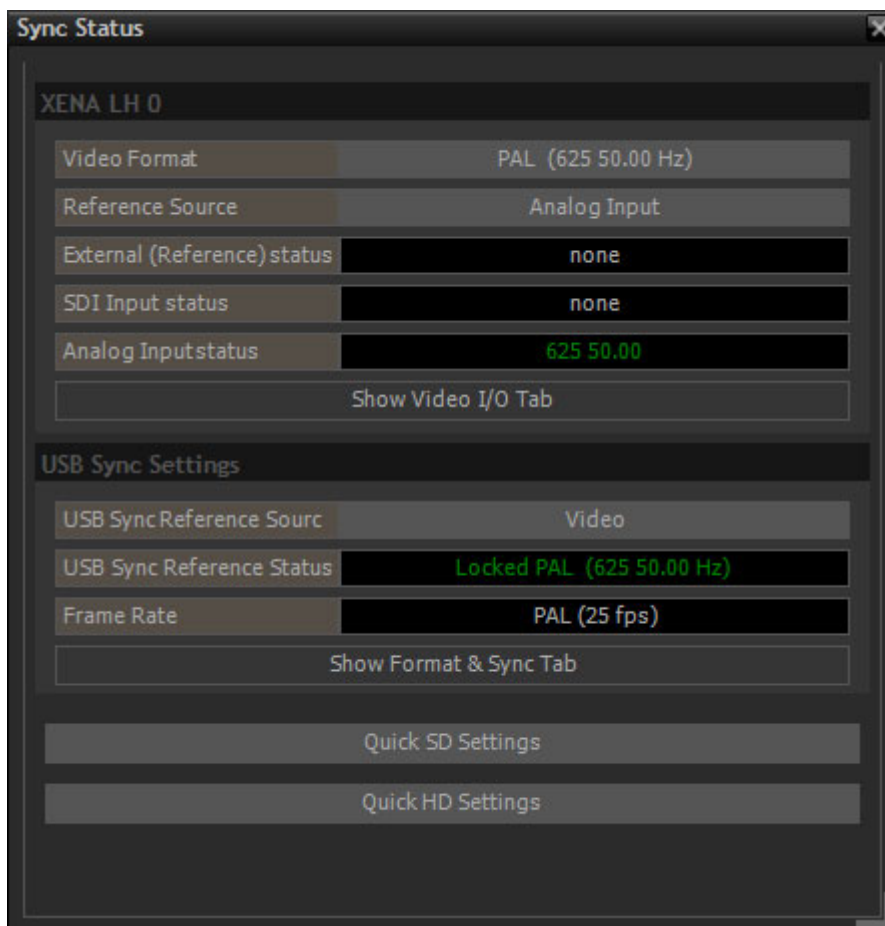 Sync Status
XENA LH 0
Video Format PAL (625 50.00 Hz)
Reference Source Analog Input
External (Reference) status none
SDI Input status none
Analog Input status 625 50.00
Show Video I/O Tab
USB Sync Settings
USB Sync Reference Sourc Video
USB Sync Reference Status Locked PAL (625 50.00 Hz)
Frame Rate PAL (25 fps)
Show Format & Sync Tab
Quick SD Settings
Quick HD Settings